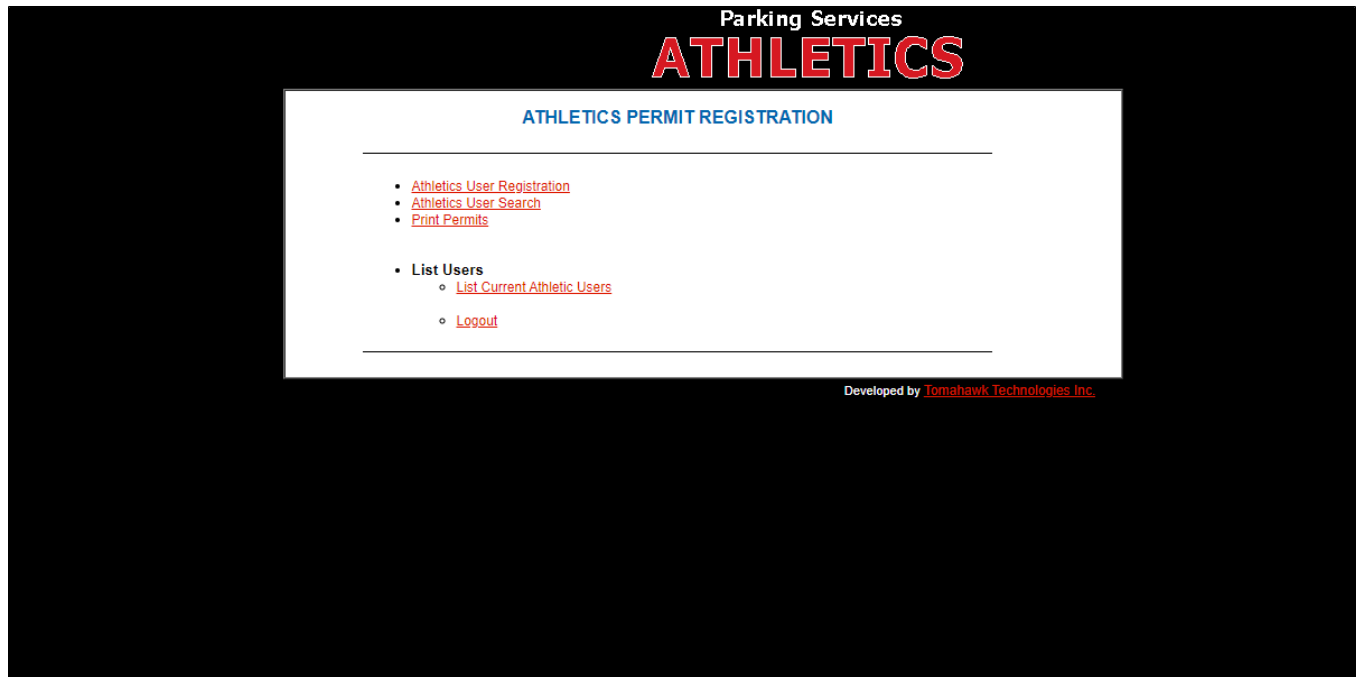 Parking Services
ATHLETICS
ATHLETICS PERMIT REGISTRATION
Athletics User Registration
Athletics User Search
Print Permits
List Users
List Current Athletic Users
Logout
Developed by Tomahawk Technologies Inc.